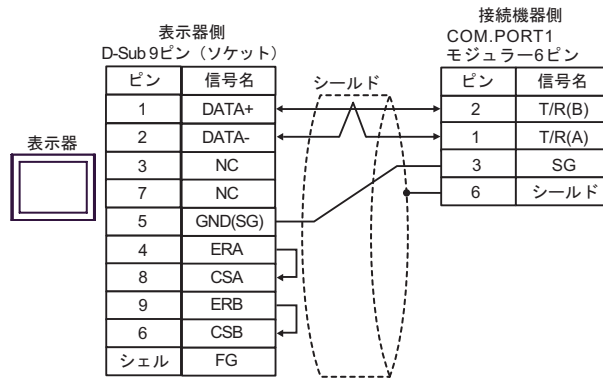 表示器側
D-Sub 9ピン（ソケット）
接続機器側
COM.PORT1
モジュラー6ピン
表示器
シールド
ピン 信号名
1 DATA+
2 DATA-
3 NC
7 NC
5 GND(SG)
4 ERA
8 CSA
9 ERB
6 CSB
シェル FG
ピン 信号名
2 T/R(B)
1 T/R(A)
3 SG
6 シールド